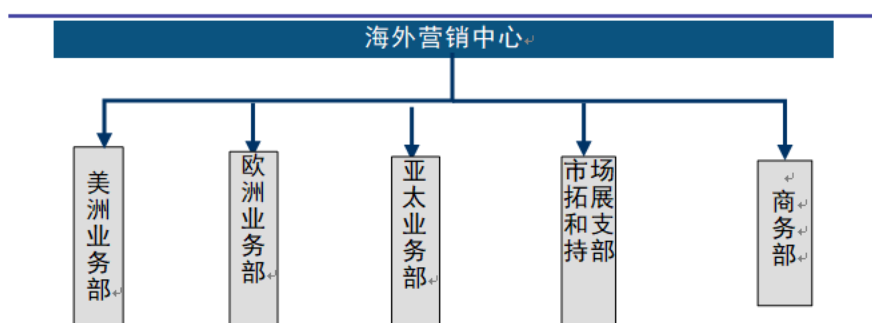 海外营销中心
美洲业务部
欧洲业务部
亚太业务部
市场拓展和支持部
商务部